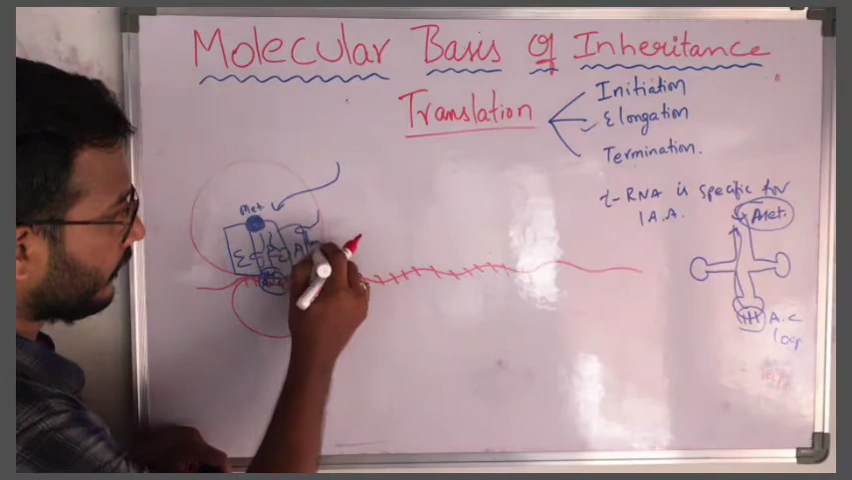 Molecular Basis Of Inheritance
Translation
Initiation
Elongation
Termination.
t-RNA is specific for
1 A.A.
Met.
Met
E
A
A.C
loop